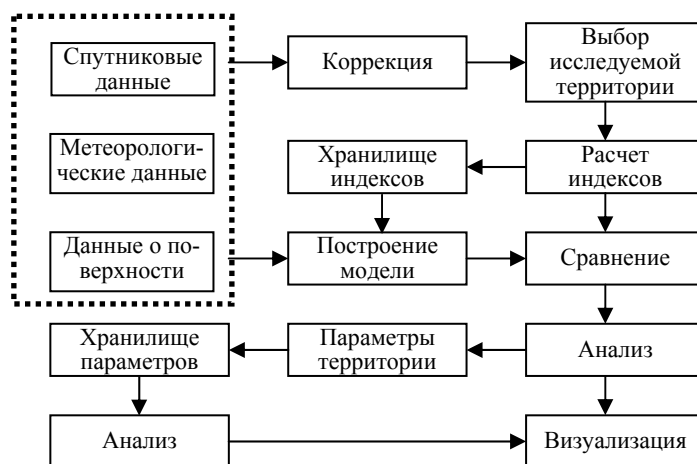 Спутниковые
данные
Коррекция
Выбор
исследуемой
территории
Метеорологи-
ческие данные
Хранилище
индексов
Расчет
индексов
Данные о по-
верхности
Построение
модели
Сравнение
Хранилище
параметров
Параметры
территории
Анализ
Анализ
Визуализация